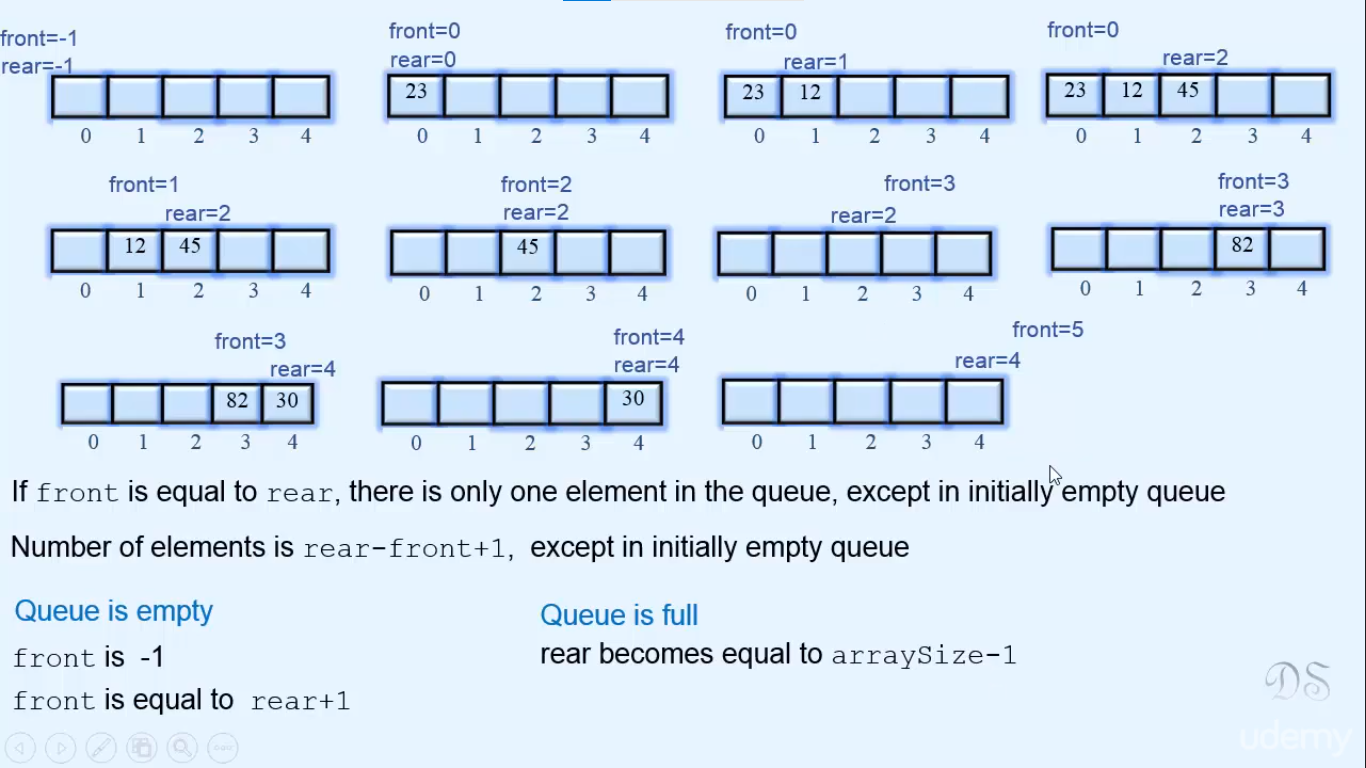 front=-1
rear=-1
0 1 2 3 4
front=0
rear=0
23
0 1 2 3 4
front=0
rear=1
23 12
0 1 2 3 4
front=0
rear=2
23 12 45
0 1 2 3 4
front=1
rear=2
12 45
0 1 2 3 4
front=2
rear=2
45
0 1 2 3 4
front=3
rear=2
0 1 2 3 4
front=3
rear=3
82
0 1 2 3 4
front=3
rear=4
82 30
0 1 2 3 4
front=4
rear=4
30
0 1 2 3 4
front=5
rear=4
0 1 2 3 4
If front is equal to rear, there is only one element in the queue, except in initially empty queue
Number of elements is rear-front+1, except in initially empty queue
Queue is empty
front is -1
front is equal to rear+1
Queue is full
rear becomes equal to arraySize-1
DS
udemy